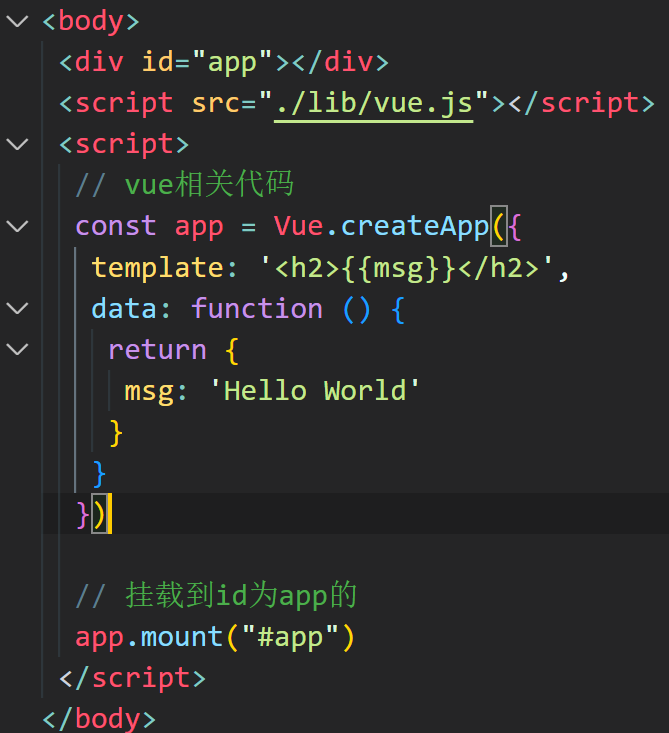 <body>
<div id="app"></div>
<script src="./lib/vue.js"></script>
<script>
// vue相关代码
const app = Vue.createApp({
template: '<h2>{{msg}}</h2>',
data: function () {
return {
msg: 'Hello World'
}
}
})
// 挂载到id为app的
app.mount("#app")
</script>
</body>